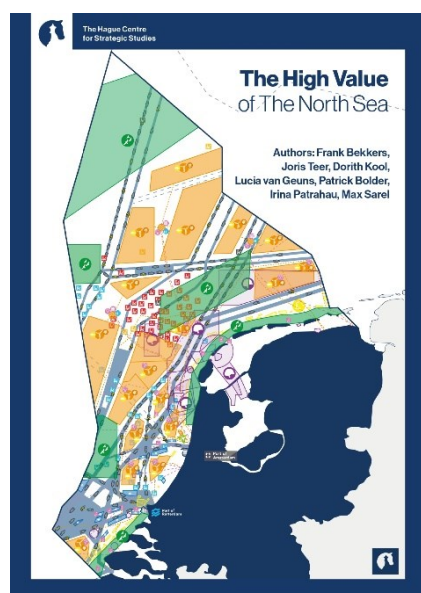 The Hague Centre
for Strategic Studies
The High Value
of The North Sea
Authors: Frank Bekkers,
Joris Teer, Dorith Kool,
Lucia van Geuns, Patrick Bolder,
Irina Patrahau, Max Sarel
Port of
Amsterdam
Port of
Rotterdam